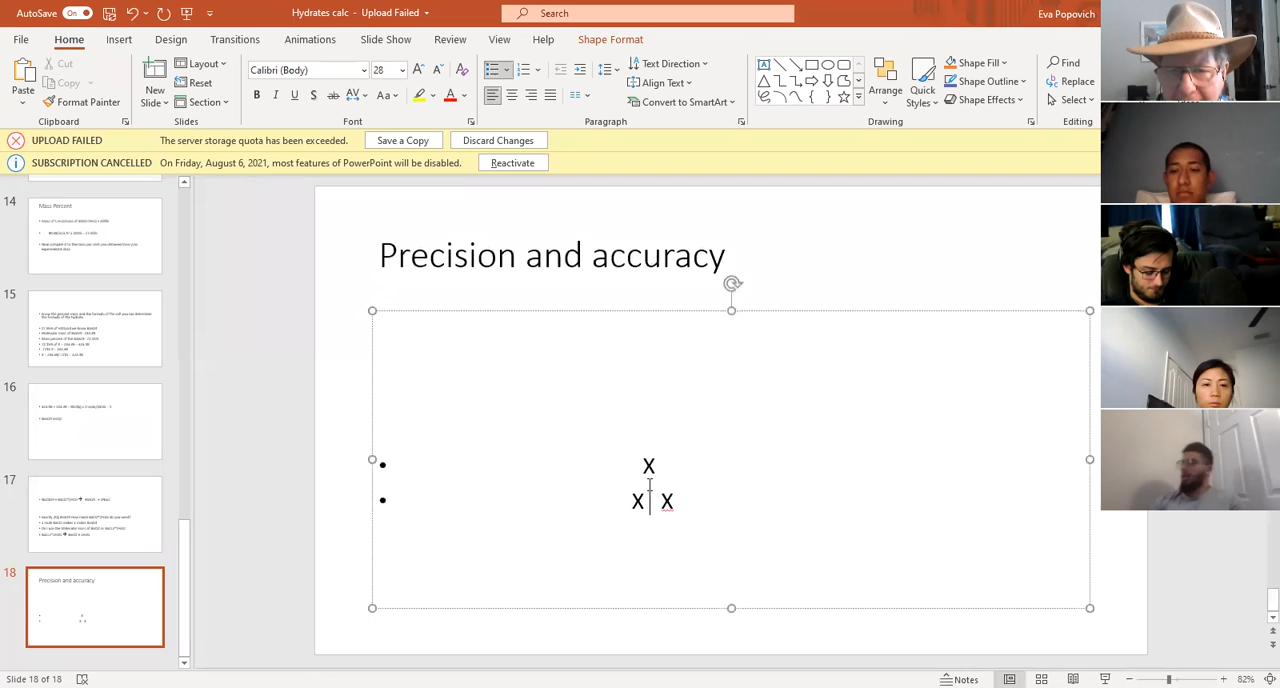 AutoSave On Hydrates calc - Upload Failed Search Eva Popovich
File Home Insert Design Transitions Animations Slide Show Review View Help Shape Format
Paste
Cut
Copy
Format Painter
Clipboard
New Slide
Layout
Reset
Section
Slides
Calibri (Body) 28
B I U S ab AV Aa A
Font
Text Direction
Align Text
Convert to SmartArt
Paragraph
Arrange
Quick Styles
Shape Fill
Shape Outline
Shape Effects
Drawing
Find
Replace
Select
Editing
UPLOAD FAILED The server storage quota has been exceeded. Save a Copy Discard Changes
SUBSCRIPTION CANCELLED On Friday, August 6, 2021, most features of PowerPoint will be disabled. Reactivate
14
Mass Percent
15
16
17
18
Precision and accuracy
Precision and accuracy
• X
• X X
Slide 18 of 18 Notes 82%